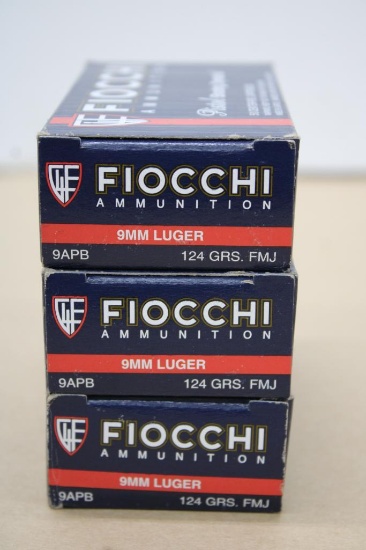 FIOCCHI
AMMUNITION
FIOCCHI
AMMUNITION
9MM LUGER
9APB 124 GRS. FMJ
FIOCCHI
AMMUNITION
9MM LUGER
9APB 124 GRS. FMJ
FIOCCHI
AMMUNITION
9MM LUGER
9APB 124 GRS. FMJ